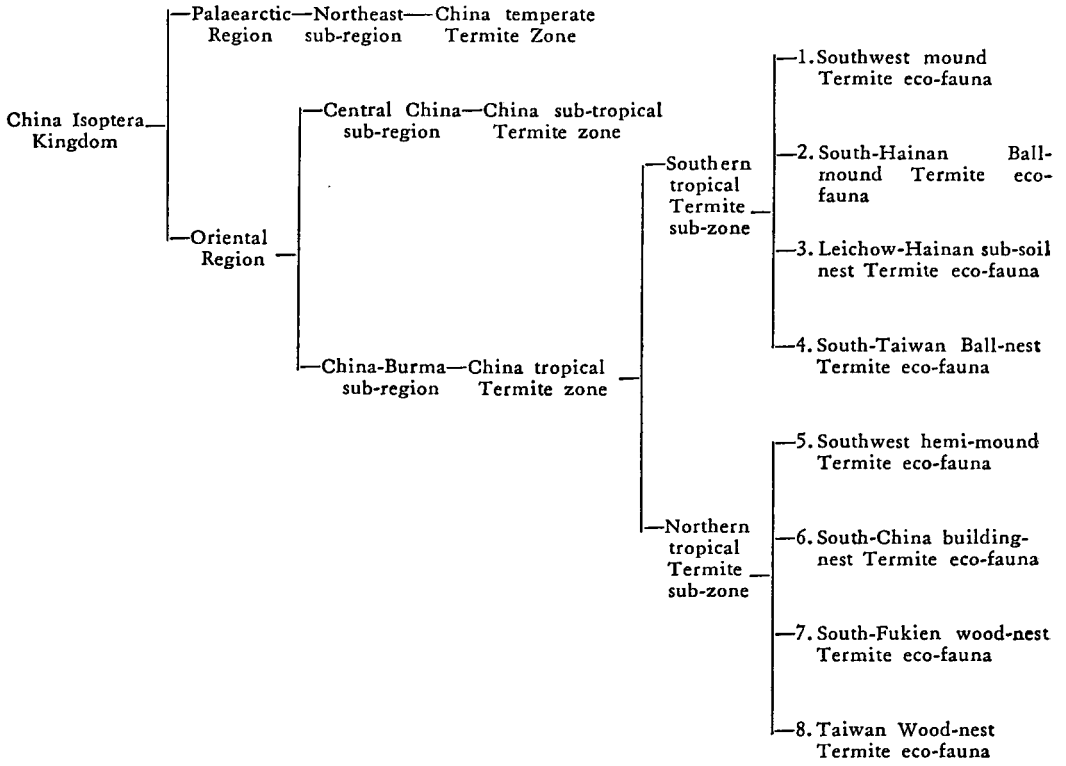 Palaearctic—Northeast—China temperate
Region sub-region Termite Zone
1. Southwest mound
Termite eco-fauna
China Isoptera
Kingdom
Central China—China sub-tropical
sub-region Termite zone
2. South-Hainan Ball-
mound Termite eco-
fauna
Southern
tropical
Termite
sub-zone
Oriental
Region
3. Leichow-Hainan sub-soil
nest Termite eco-fauna
4. South-Taiwan Ball-nest
Termite eco-fauna
China-Burma—China tropical
sub-region Termite zone
5. Southwest hemi-mound
Termite eco-fauna
Northern
tropical
Termite
sub-zone
6. South-China building-
nest Termite eco-fauna
7. South-Fukien wood-nest
Termite eco-fauna
8. Taiwan Wood-nest
Termite eco-fauna